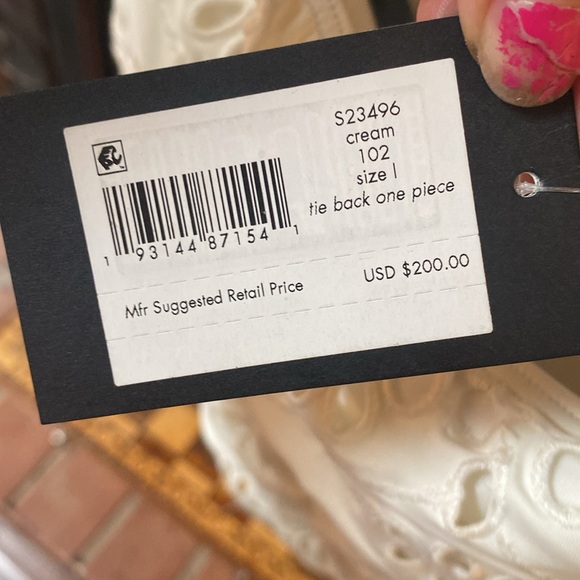 S23496
cream
102
size l
tie back one piece
1 93144 87154 1
Mfr Suggested Retail Price
USD $200.00